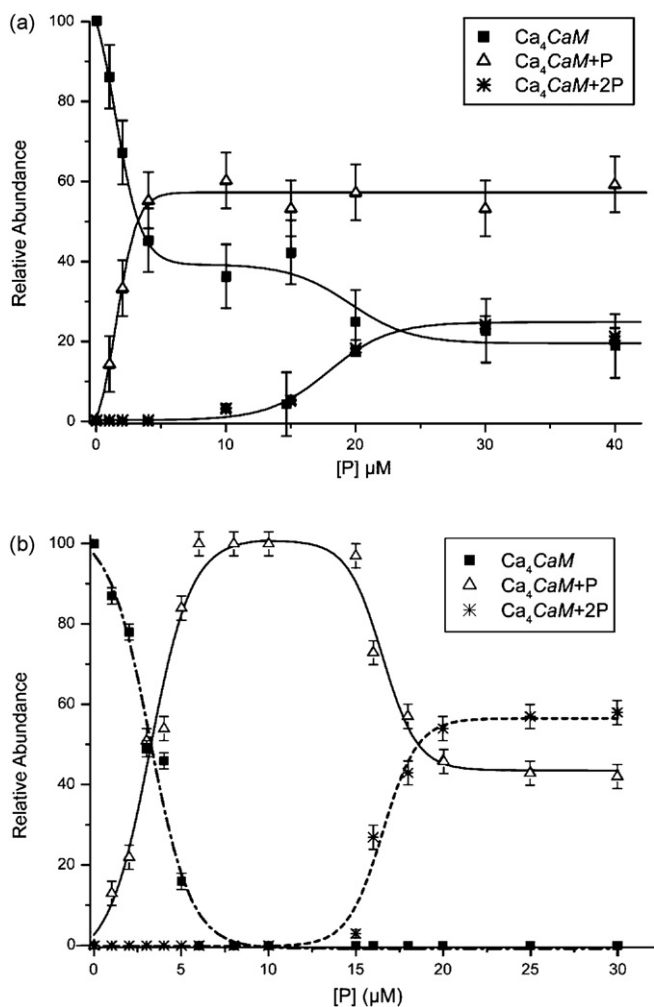 (a)
Ca₄CaM
Ca₄CaM+P
Ca₄CaM+2P
100
80
60
40
20
0
Relative Abundance
0 10 20 30 40
[P] µM
(b)
Ca₄CaM
Ca₄CaM+P
Ca₄CaM+2P
100
80
60
40
20
0
Relative Abundance
0 5 10 15 20 25 30
[P] (µM)